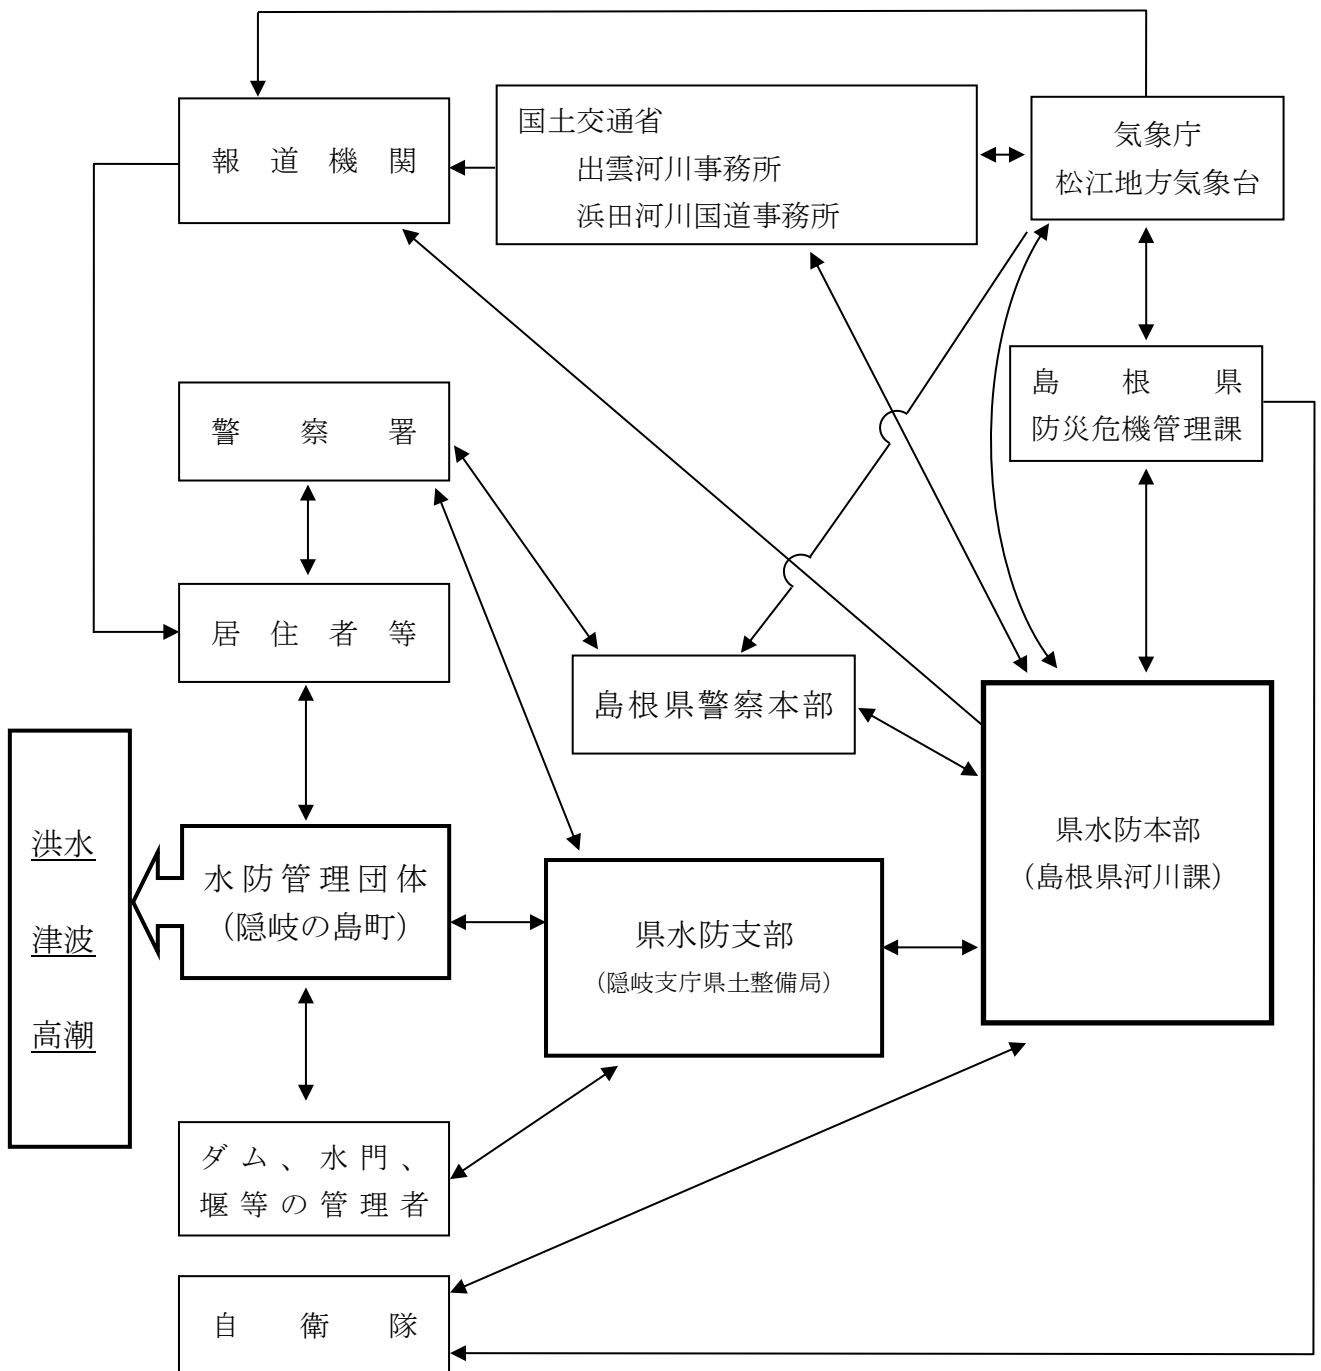 報道機関
国土交通省
出雲河川事務所
浜田河川国道事務所
気象庁
松江地方気象台
島根県
防災危機管理課
警察署
居住者等
島根県警察本部
県水防本部
（島根県河川課）
洪水
津波
高潮
水防管理団体
（隠岐の島町）
県水防支部
（隠岐支庁県土整備局）
ダム、水門、
堰等の管理者
自衛隊